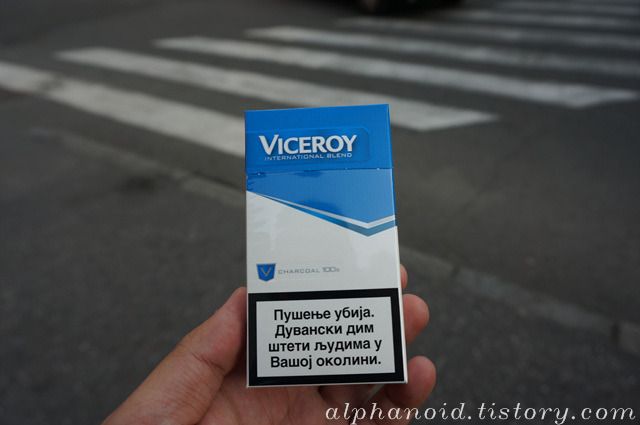 VICEROY
INTERNATIONAL BLEND
V
CHARCOAL 100s
Пушење убија.
Дувански дим
штети људима у
Вашој околини.
alphanoid.tistory.com